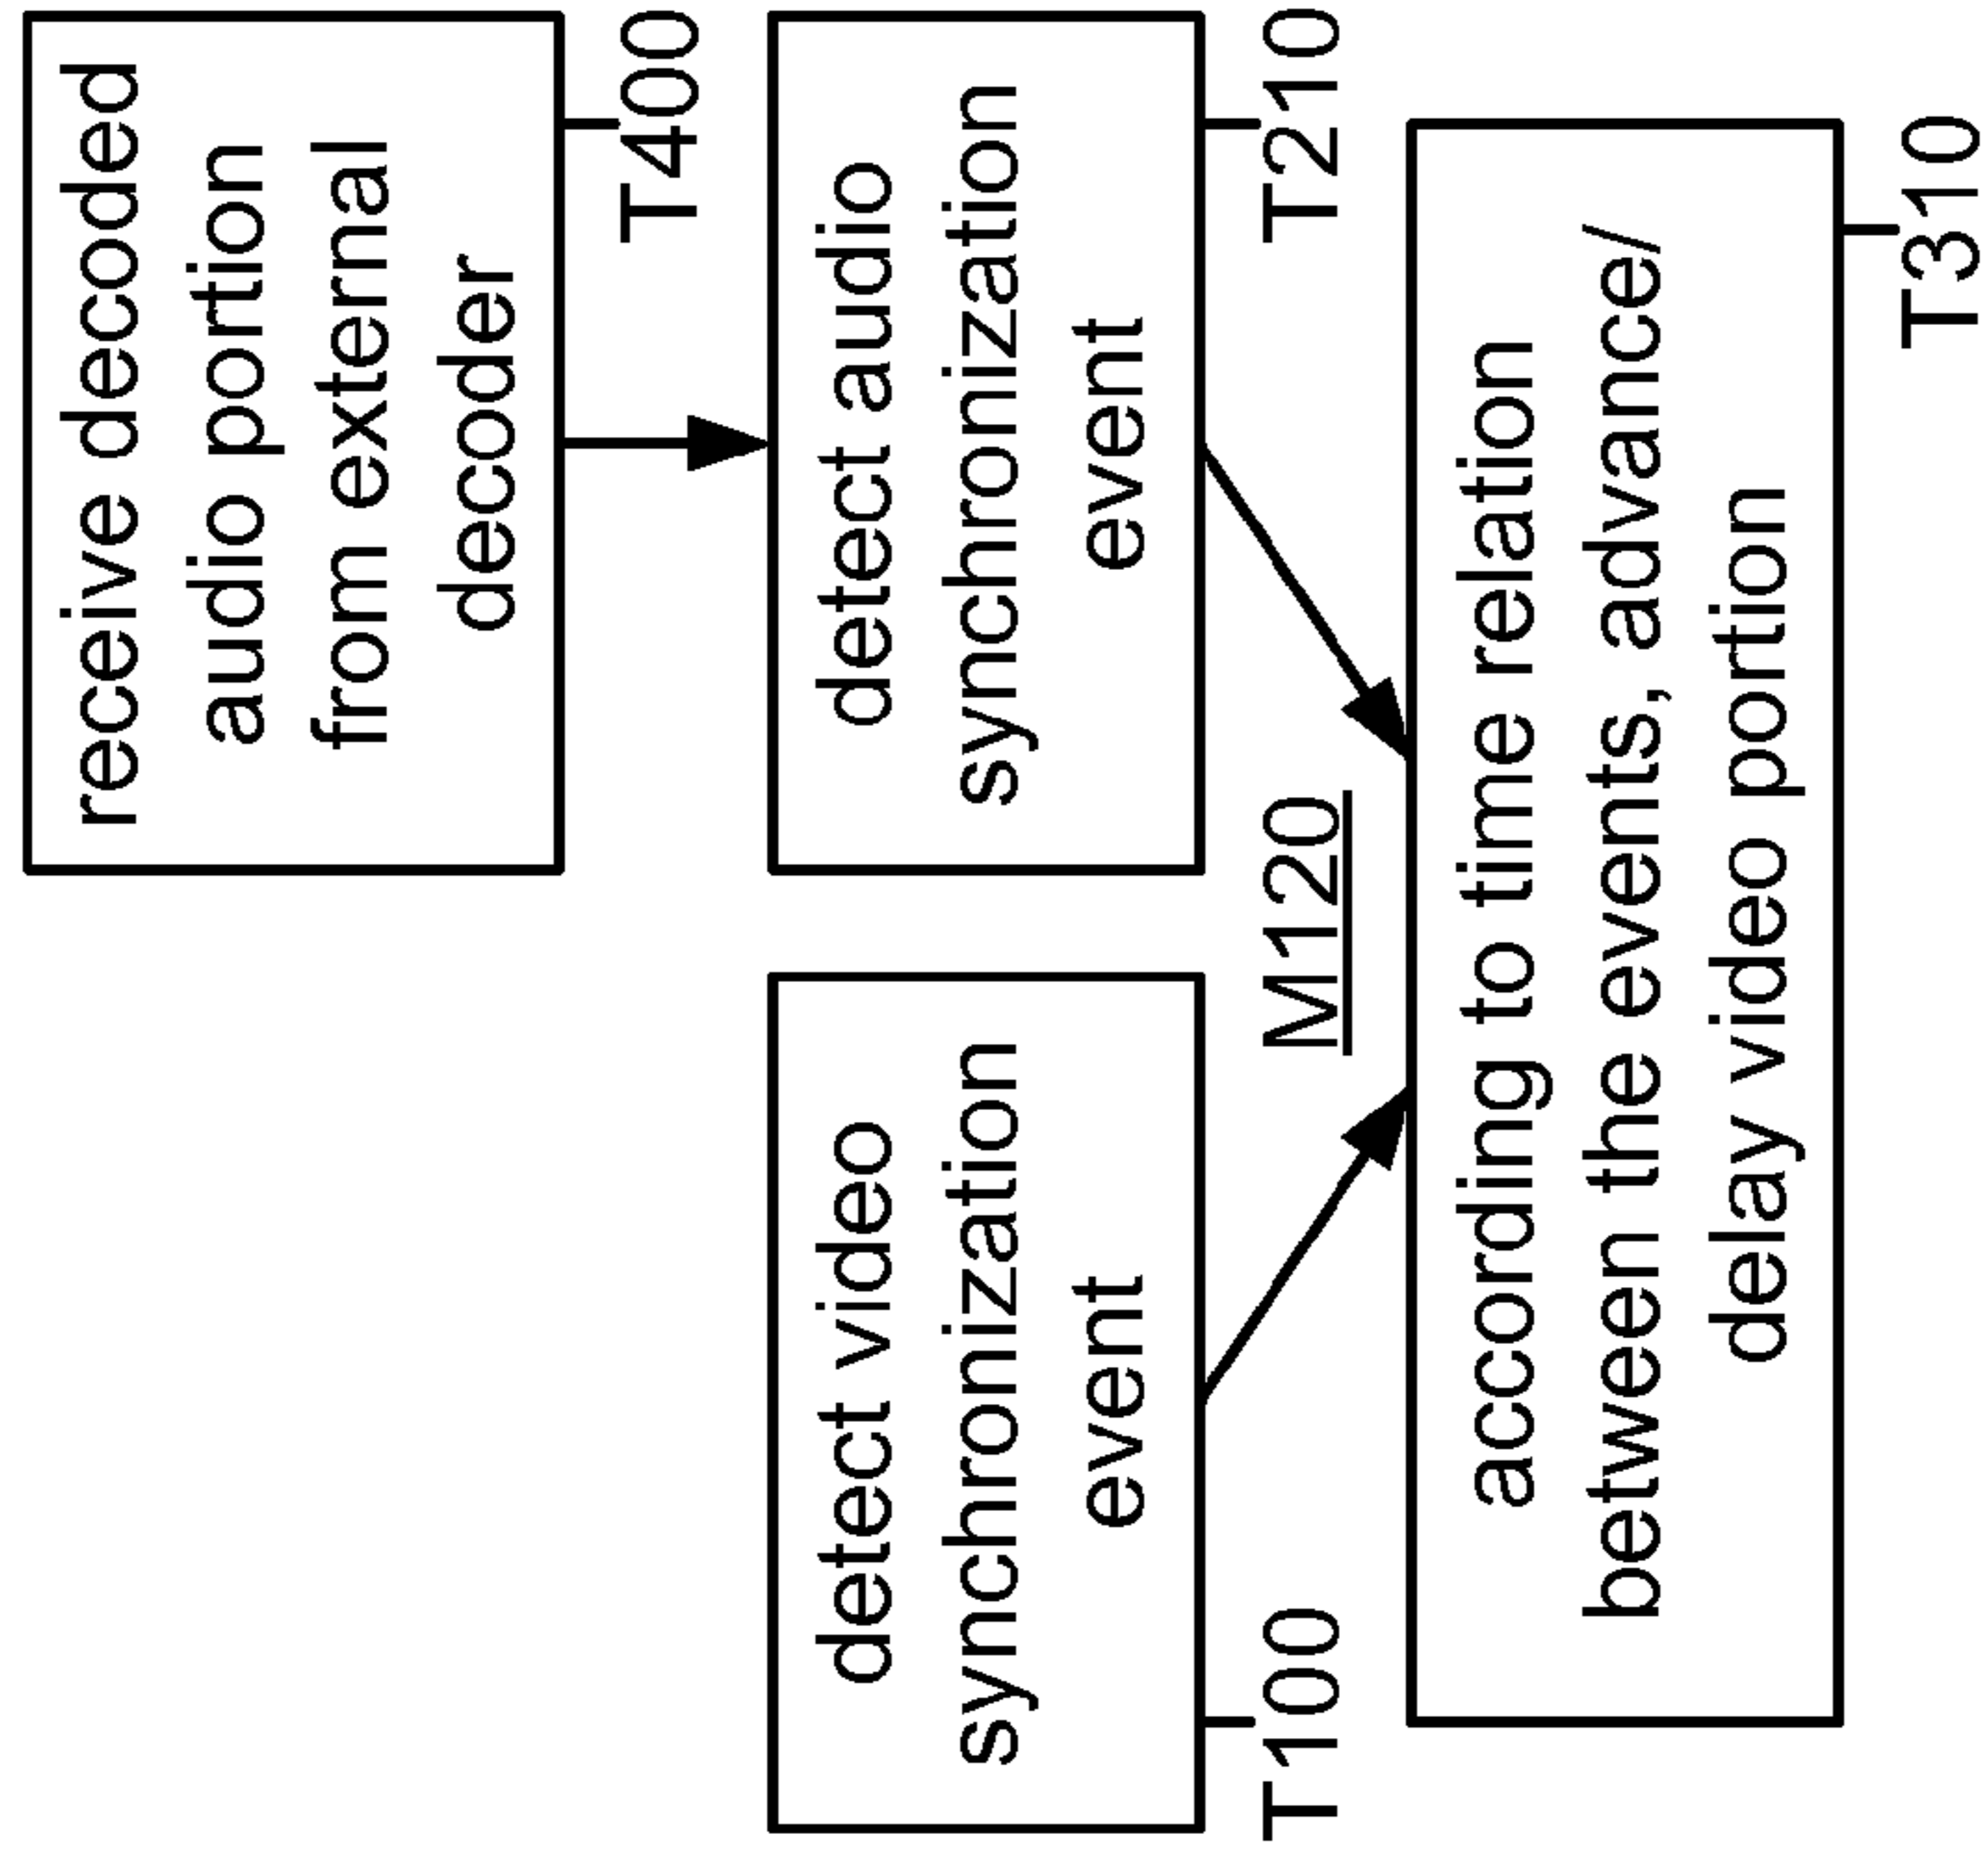 receive decoded
audio portion
from external
decoder
T400
detect video
synchronization
event
T100
detect audio
synchronization
event
T210
M120
according to time relation
between the events, advance/
delay video portion
T310